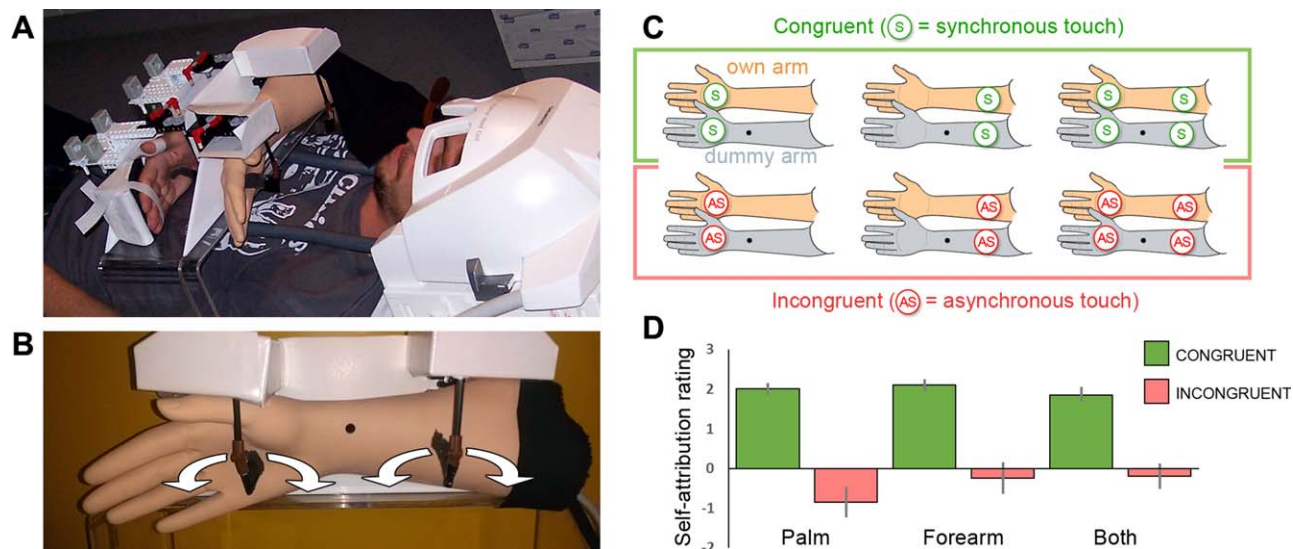 A
B
C
Congruent (S = synchronous touch)
own arm
S
S
S
S
S
S
S
S
dummy arm
AS
AS
AS
AS
AS
AS
AS
AS
Incongruent (AS = asynchronous touch)
D
Self-attribution rating
3
2
1
0
-1
-2
CONGRUENT
INCONGRUENT
Palm
Forearm
Both